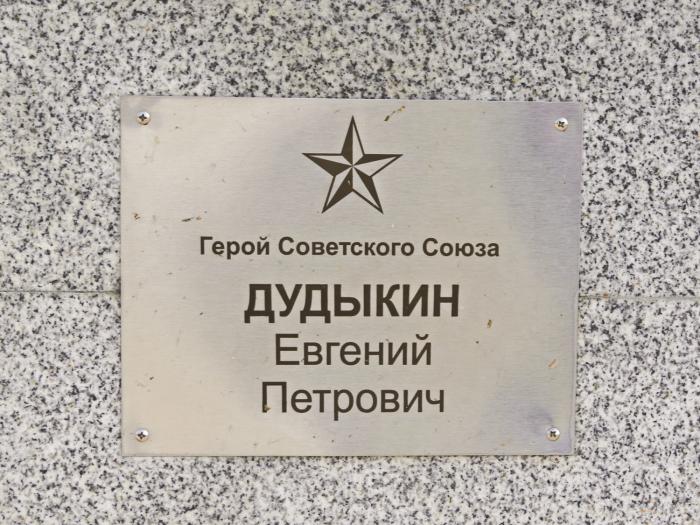 Герой Советского Союза
ДУДЫКИН
Евгений
Петрович